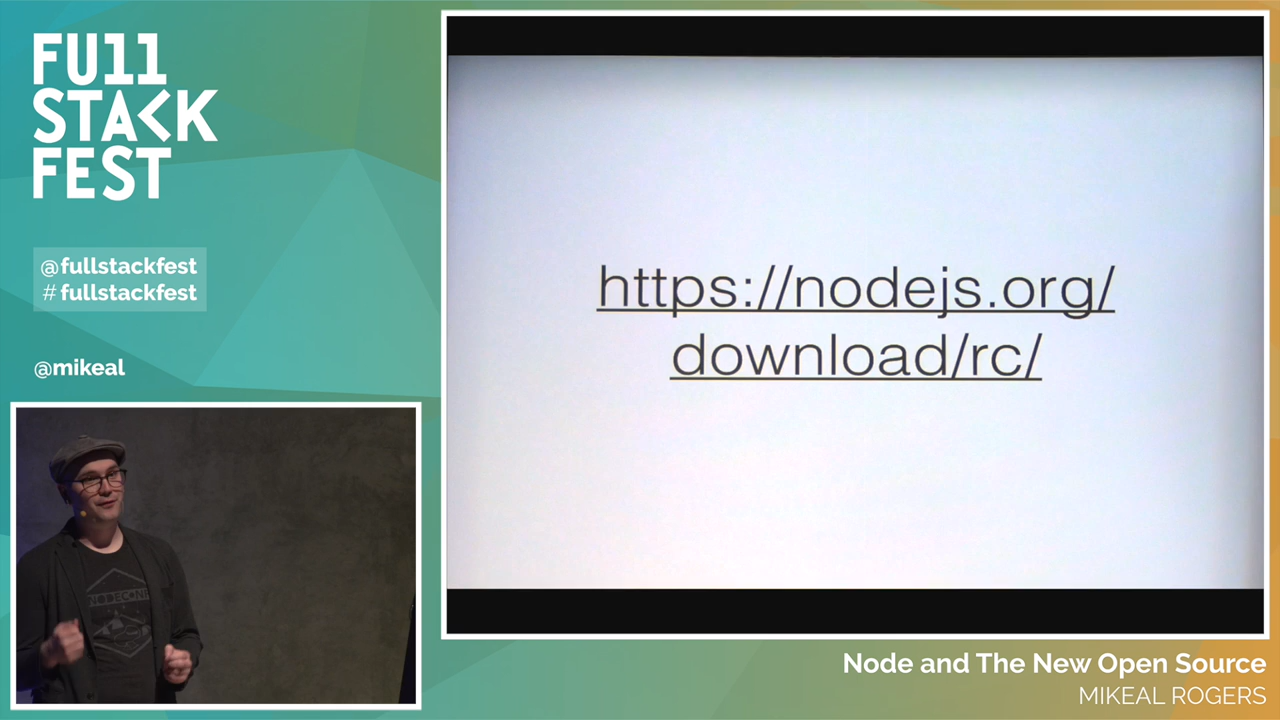 FULL
STACK
FEST
@fullstackfest
# fullstackfest
@mikeal
NODECONF
https://nodejs.org/
download/rc/
Node and The New Open Source
MIKEAL ROGERS